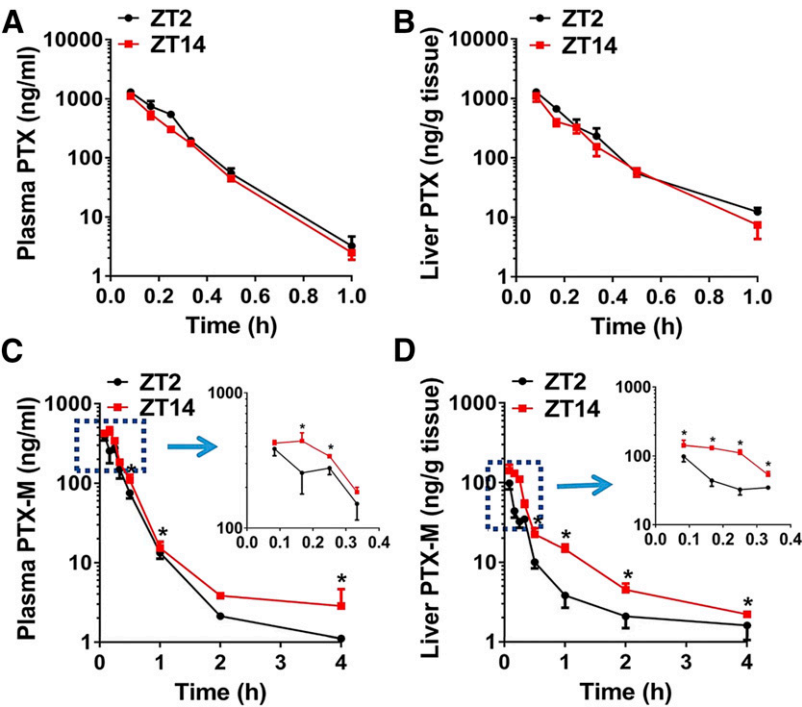 A
ZT2
ZT14
Plasma PTX (ng/ml)
10000
1000
100
10
1
0.0 0.2 0.4 0.6 0.8 1.0
Time (h)
B
ZT2
ZT14
Liver PTX (ng/g tissue)
10000
1000
100
10
1
0.0 0.2 0.4 0.6 0.8 1.0
Time (h)
C
ZT2
ZT14
Plasma PTX-M (ng/ml)
1000
100
10
1
0 1 2 3 4
Time (h)
* * *
1000
100
0.0 0.1 0.2 0.3 0.4
* *
D
ZT2
ZT14
Liver PTX-M (ng/g tissue)
1000
100
10
1
0 1 2 3 4
Time (h)
* * * *
1000
100
10
0.0 0.1 0.2 0.3 0.4
* * * *